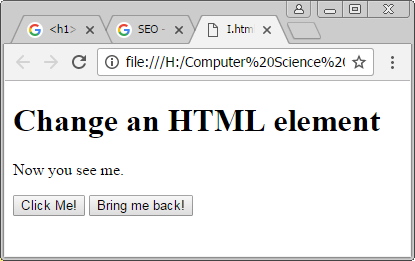 <h1>
SEO -
I.htm
file:///H:/Computer%20Science%20
Change an HTML element
Now you see me.
Click Me! Bring me back!